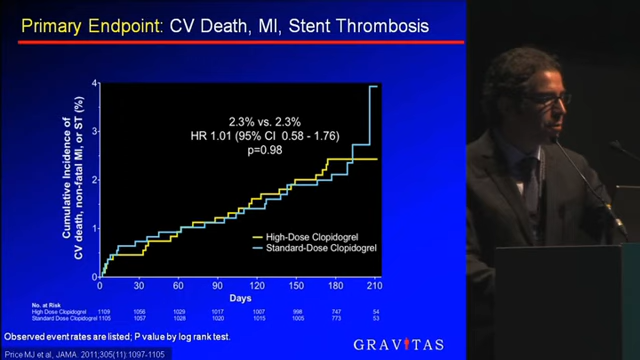 Primary Endpoint: CV Death, MI, Stent Thrombosis
4
3
2
1
0
Cumulative Incidence of
CV death, non-fatal MI, or ST (%)
2.3% vs. 2.3%
HR 1.01 (95% CI 0.58 - 1.76)
p=0.98
High-Dose Clopidogrel
Standard-Dose Clopidogrel
0 30 60 90 120 150 180 210
Days
No. at Risk
High Dose Clopidogrel 1109 1056 1029 1017 1007 998 747 54
Standard Dose Clopidogrel 1105 1057 1028 1020 1015 1005 773 53
Observed event rates are listed; P value by log rank test.
GRAVITAS
Price MJ et al, JAMA 2011;305(11):1097-1105